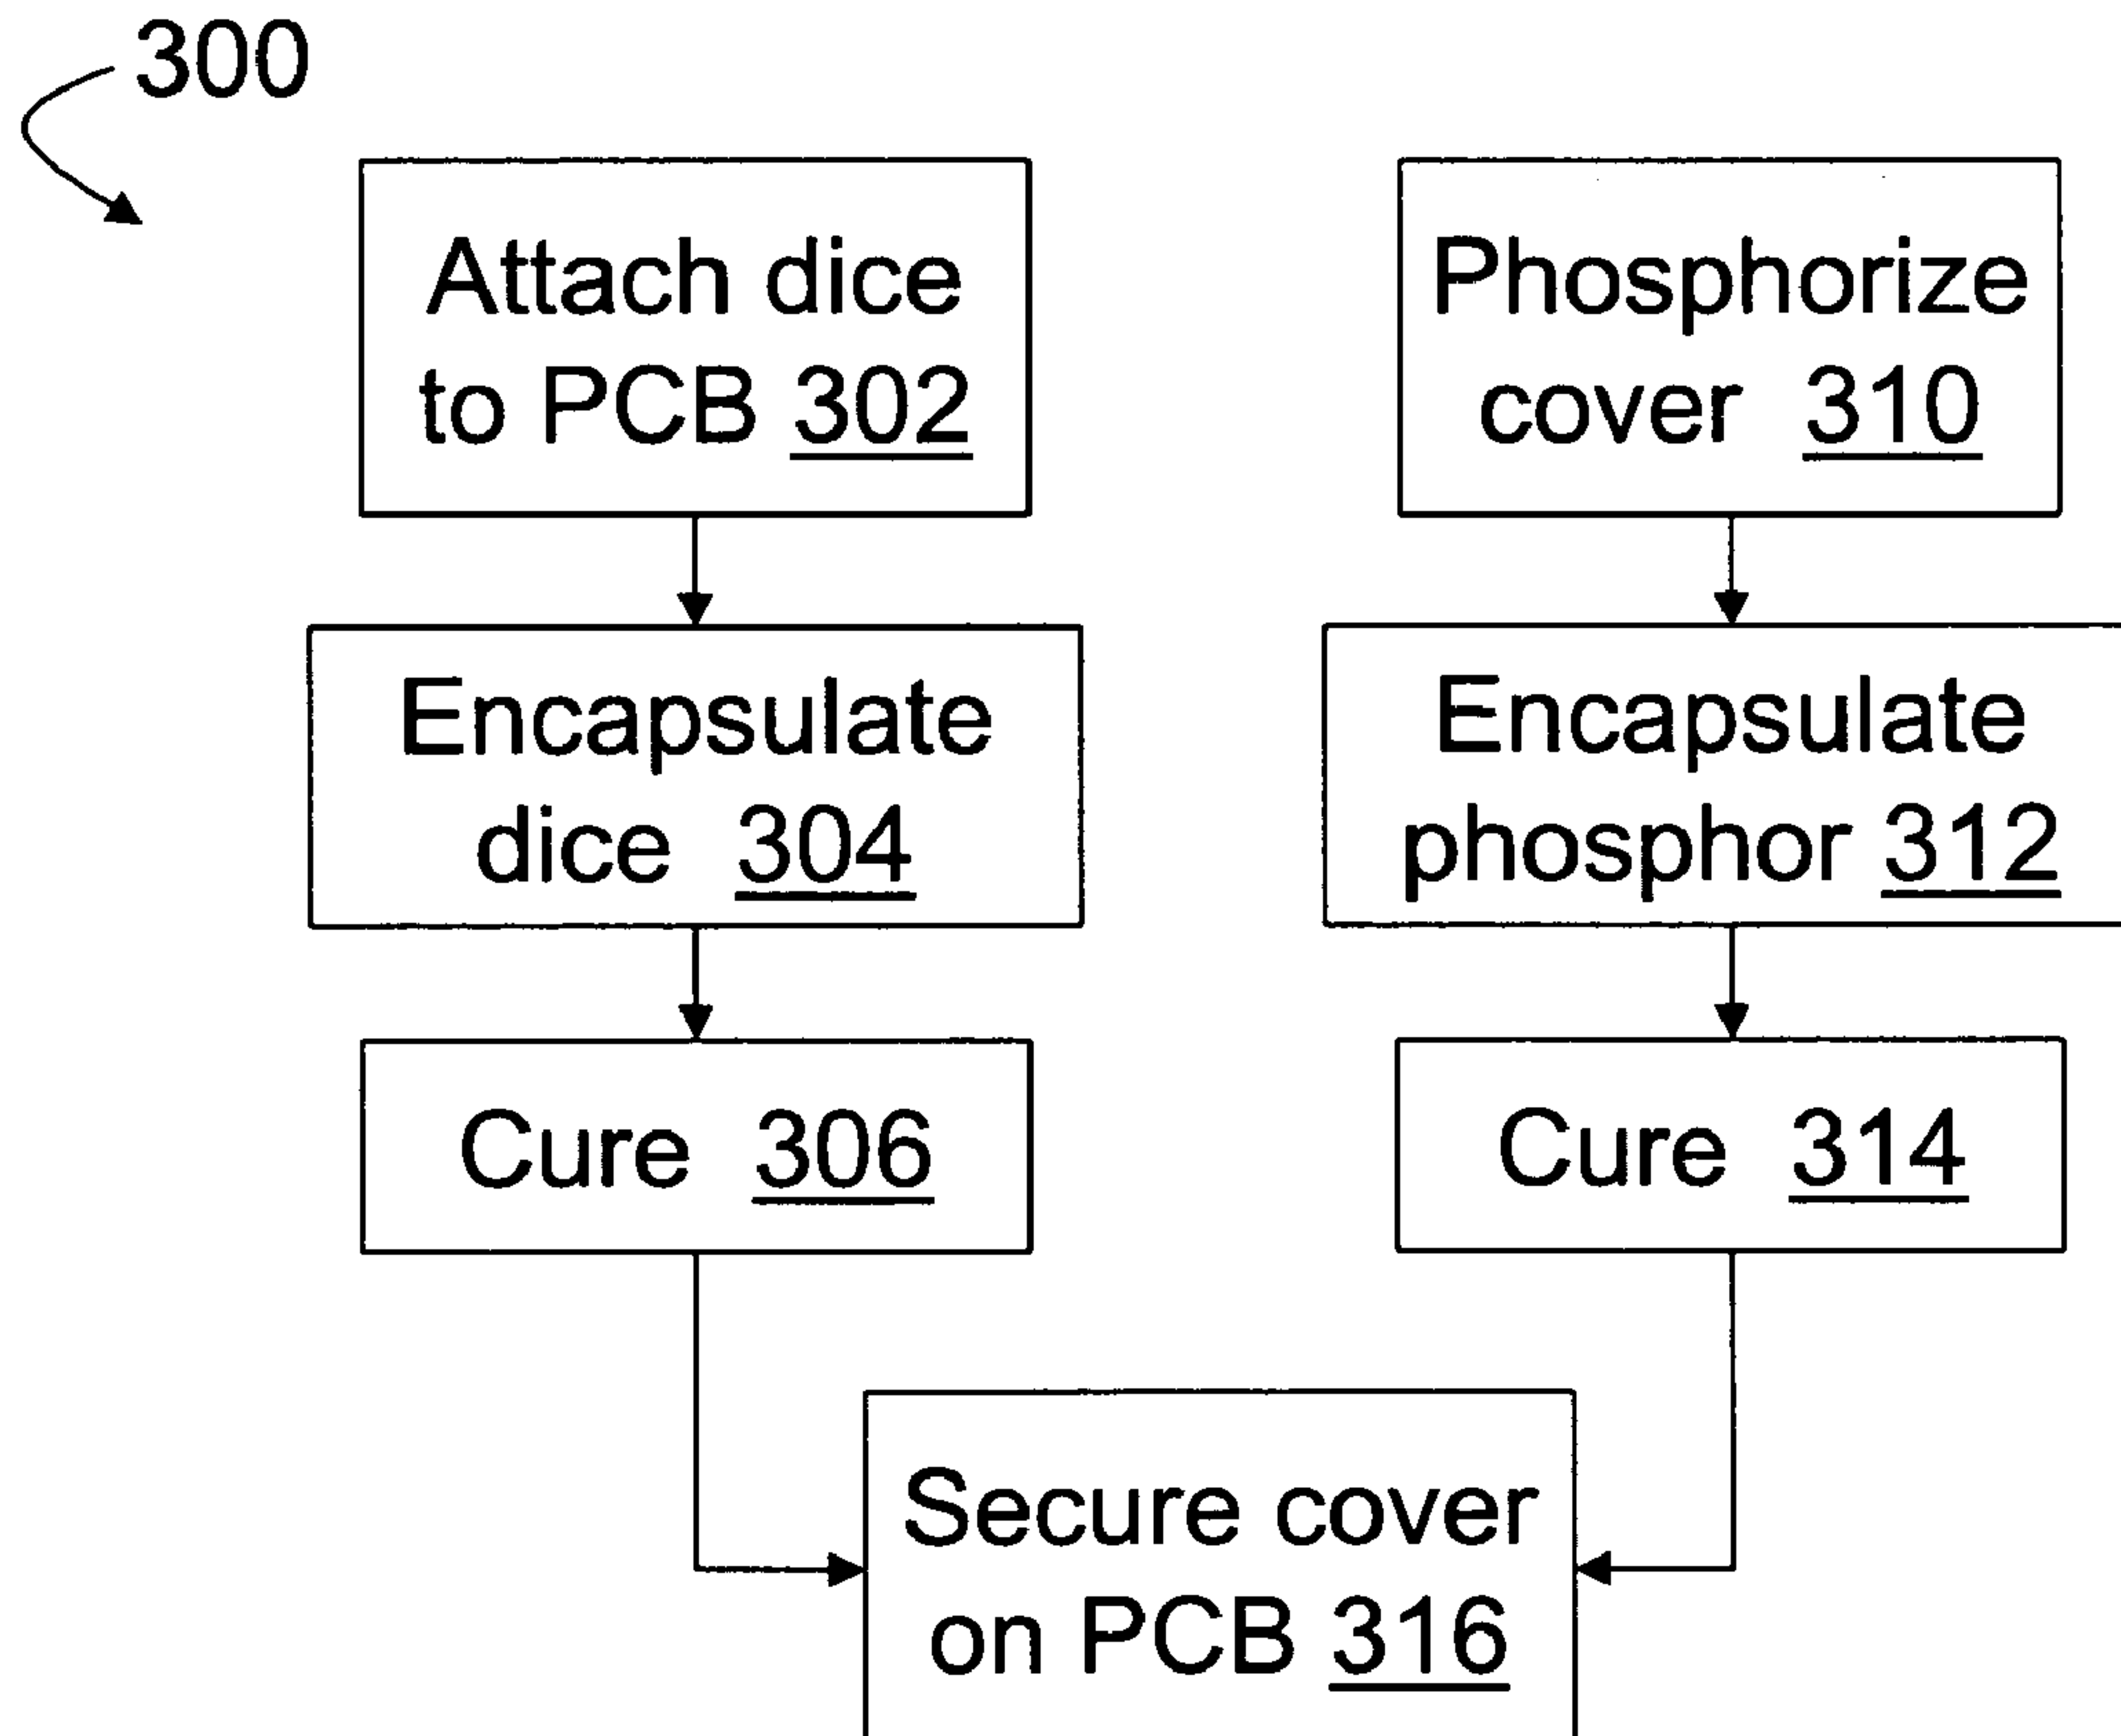 300
Attach dice
to PCB 302
Encapsulate
dice 304
Cure 306
Phosphorize
cover 310
Encapsulate
phosphor 312
Cure 314
Secure cover
on PCB 316